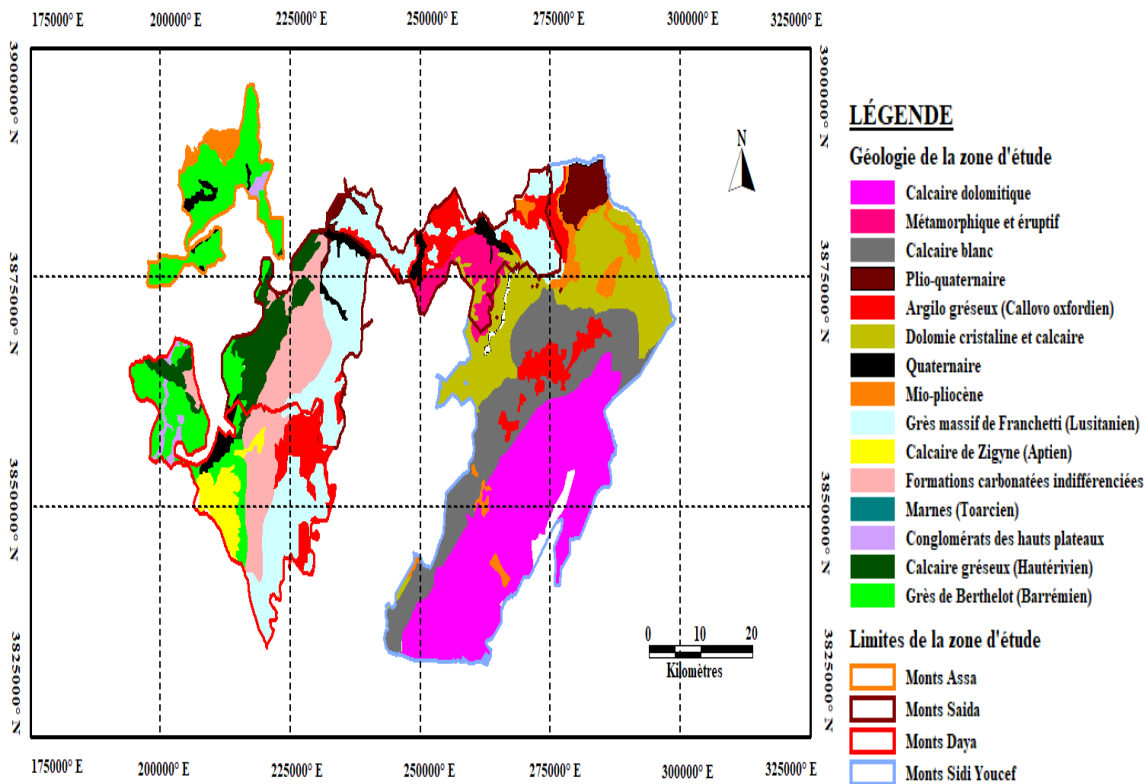 175000° E 200000° E 225000° E 250000° E 275000° E 300000° E 325000° E
3900000° N
3875000° N
3850000° N
3825000° N
3900000° N
3875000° N
3850000° N
3825000° N
N
0 10 20
Kilomètres
175000° E 200000° E 225000° E 250000° E 275000° E 300000° E 325000° E
LÉGENDE
Géologie de la zone d'étude
Calcaire dolomitique
Métamorphique et éruptif
Calcaire blanc
Plio-quaternaire
Argilo gréseux (Callovo oxfordien)
Dolomie cristaline et calcaire
Quaternaire
Mio-pliocène
Grès massif de Franchetti (Lusitanien)
Calcaire de Zigyne (Aptien)
Formations carbonatées indifférenciées
Marnes (Toarcien)
Conglomérats des hauts plateaux
Calcaire gréseux (Hautérivien)
Grès de Berthelot (Barrémien)
Limites de la zone d'étude
Monts Assa
Monts Saida
Monts Daya
Monts Sidi Youcef